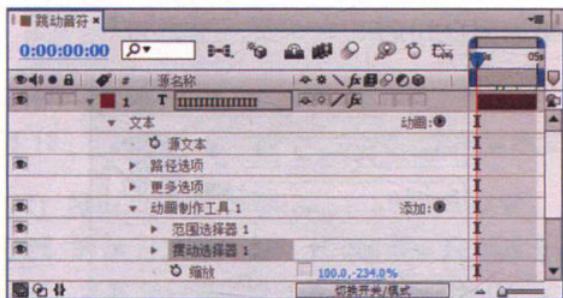 跳动音符
0:00:00:00
05s
# 源名称
1 T IIIIIIIIIIIIII
文本 动画:
源文本
路径选项
更多选项
动画制作工具 1 添加:
范围选择器 1
摆动选择器 1
缩放 100.0,-234.0%
切换开关/模式